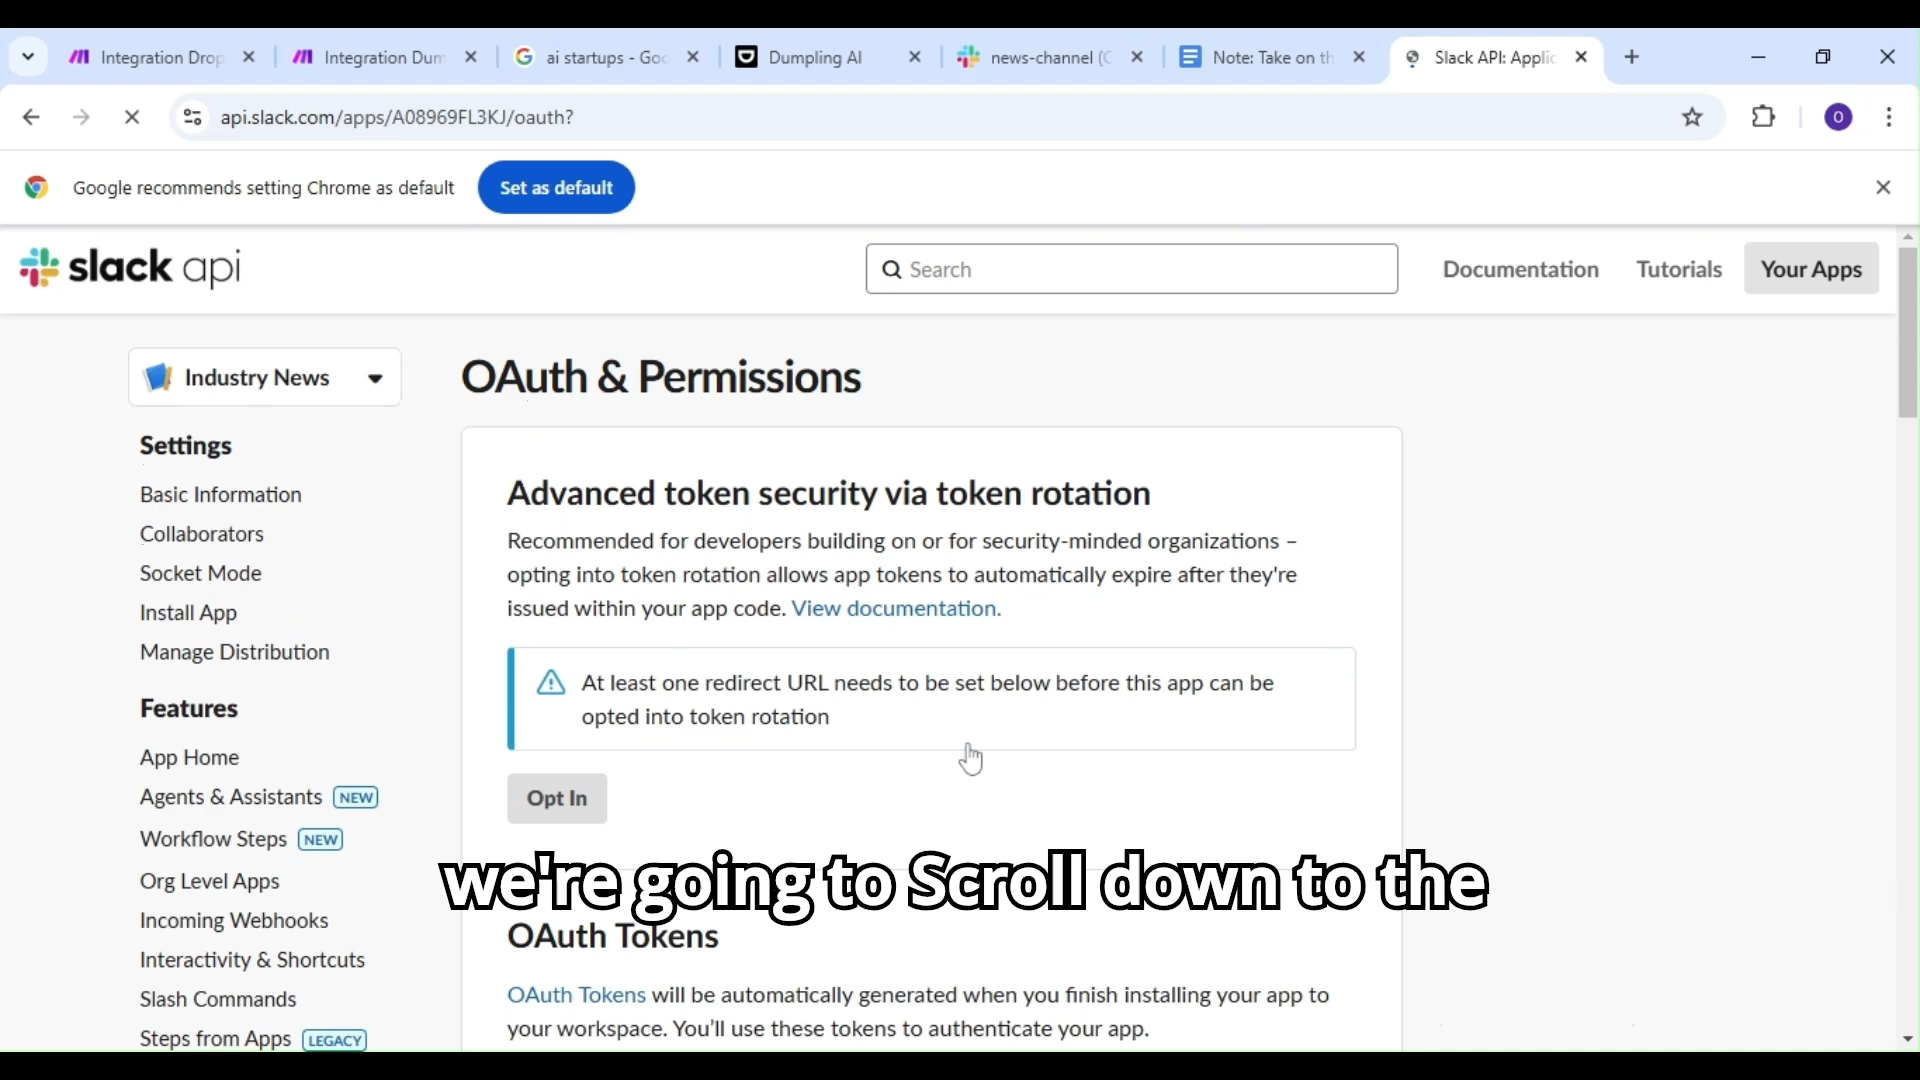 Integration Drop
Integration Dum
ai startups - Goo
Dumpling AI
news-channel (C
Note: Take on th
Slack API: Applic
api.slack.com/apps/A08969FL3KJ/oauth?
O
Google recommends setting Chrome as default
Set as default
slack api
Search
Documentation
Tutorials
Your Apps
Industry News
OAuth & Permissions
Settings
Basic Information
Collaborators
Socket Mode
Install App
Manage Distribution
Features
App Home
Agents & Assistants NEW
Workflow Steps NEW
Org Level Apps
Incoming Webhooks
Interactivity & Shortcuts
Slash Commands
Steps from Apps LEGACY
Advanced token security via token rotation
Recommended for developers building on or for security-minded organizations –
opting into token rotation allows app tokens to automatically expire after they're
issued within your app code. View documentation.
At least one redirect URL needs to be set below before this app can be
opted into token rotation
Opt In
we're going to Scroll down to the
OAuth Tokens
OAuth Tokens will be automatically generated when you finish installing your app to
your workspace. You'll use these tokens to authenticate your app.